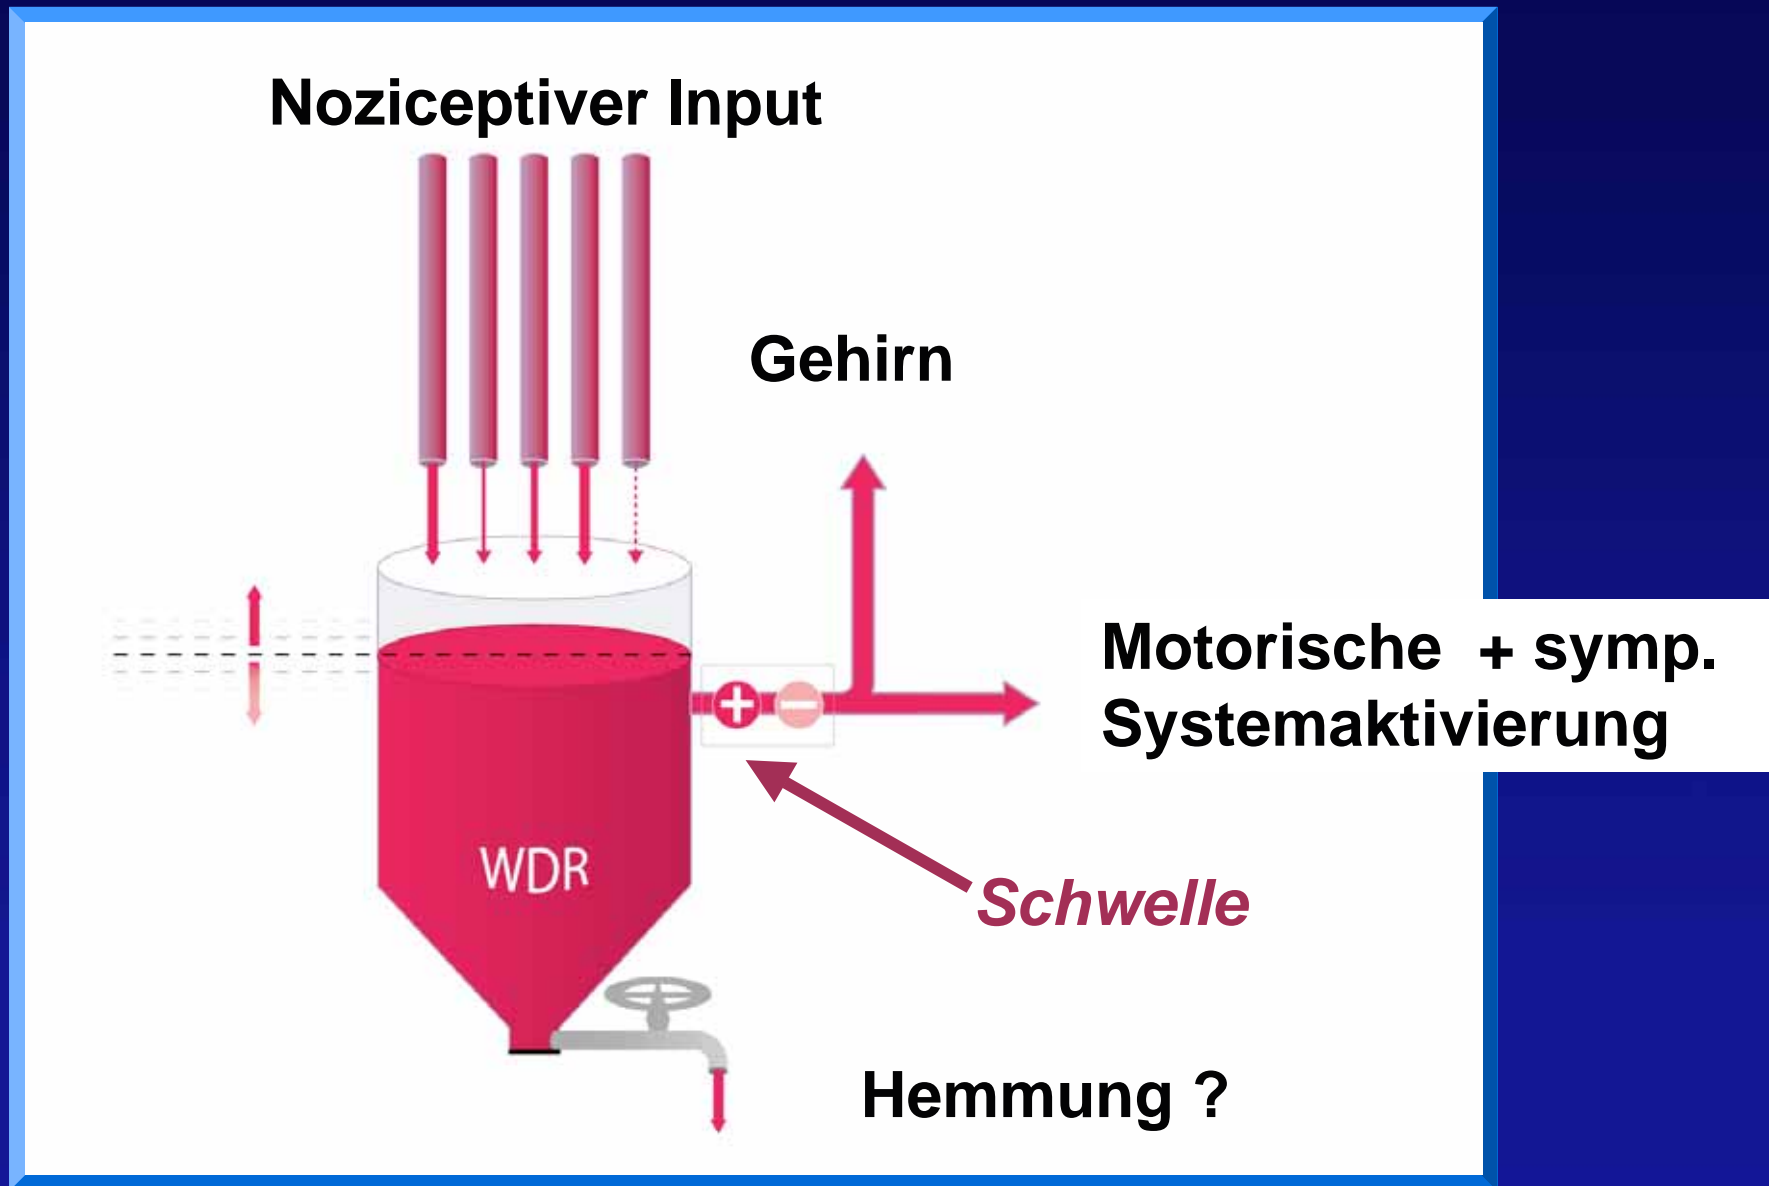 Noziceptiver Input
Gehirn
Motorische + symp.
Systemaktivierung
WDR
Schwelle
Hemmung ?